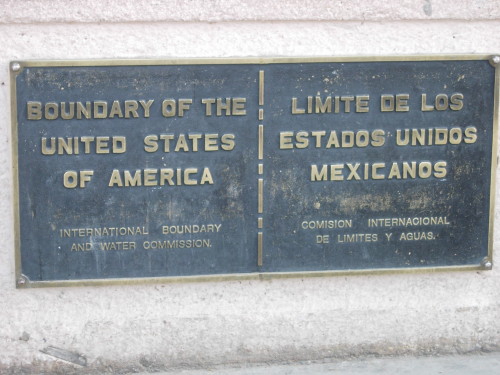 BOUNDARY OF THE
UNITED STATES
OF AMERICA
INTERNATIONAL BOUNDARY
AND WATER COMMISSION.
LIMITE DE LOS
ESTADOS UNIDOS
MEXICANOS
COMISION INTERNACIONAL
DE LIMITES Y AGUAS.